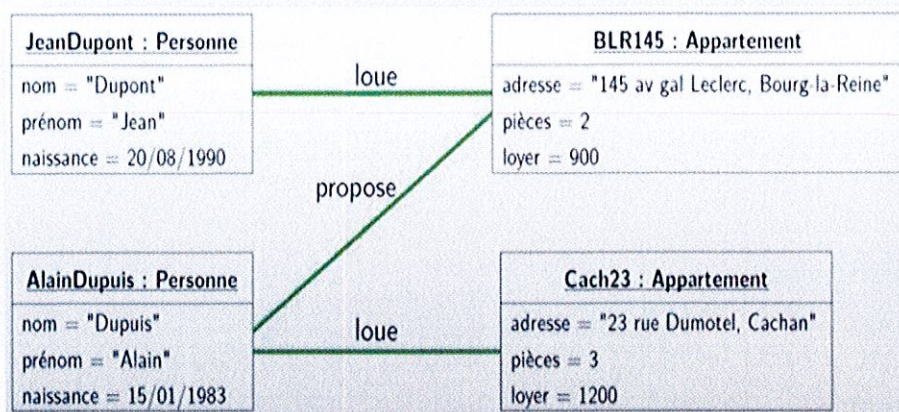 JeanDupont : Personne
nom = "Dupont"
prénom = "Jean"
naissance = 20/08/1990
loue
BLR145 : Appartement
adresse = "145 av gal Leclerc, Bourg-la-Reine"
pièces = 2
loyer = 900
propose
AlainDupuis : Personne
nom = "Dupuis"
prénom = "Alain"
naissance = 15/01/1983
loue
Cach23 : Appartement
adresse = "23 rue Dumotel, Cachan"
pièces = 3
loyer = 1200